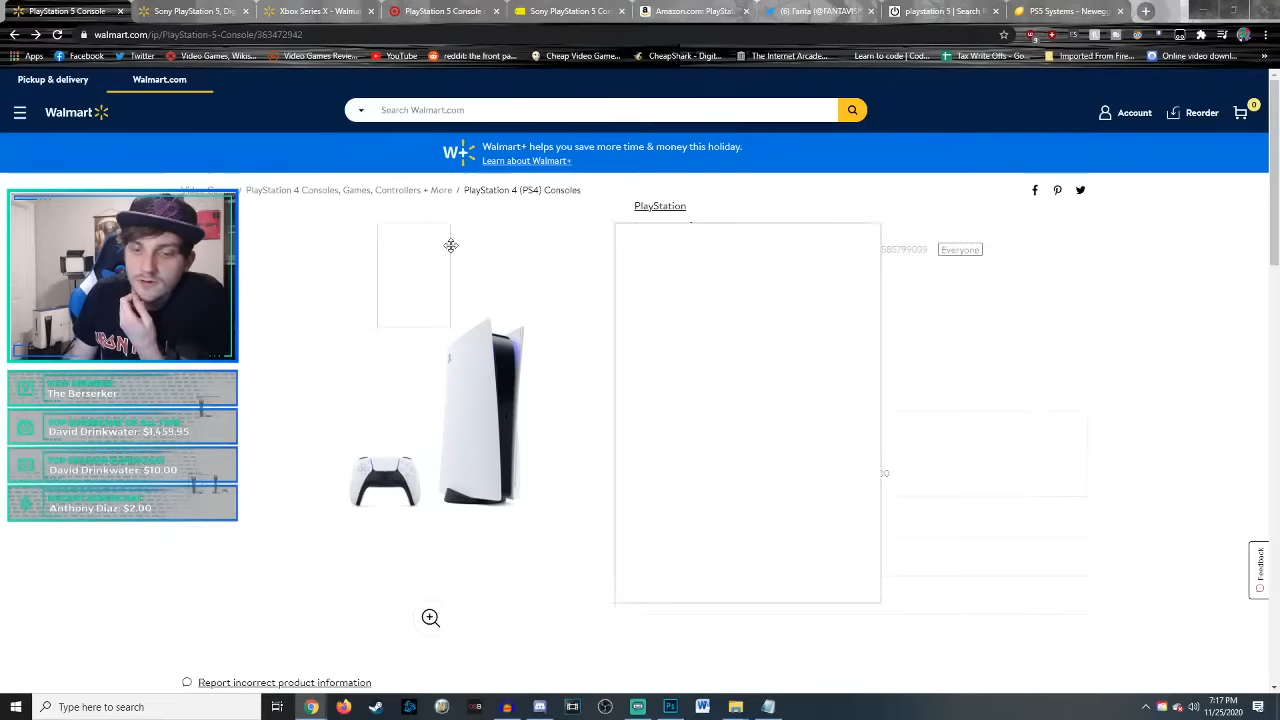 PlayStation 5 Console
Sony PlayStation 5, Dig
Xbox Series X - Walma
PlayStation 5 Console
Sony PlayStation 5 Con
Amazon.com: PlaySta
(6) Fanta (@FANTAVI
playstation | Search
PS5 Systems - Newegg
walmart.com/ip/PlayStation-5-Console/363472942
Apps
Facebook
Twitter
Video Games, Wikis...
Video Games Revie...
YouTube
reddit: the front pa...
Cheap Video Game...
CheapShark - Digit...
The Internet Arcade...
Learn to code | Cod...
Tax Write Offs - Go...
Imported From Fire...
Online video downl...
Pickup & delivery
Walmart.com
Walmart
Search Walmart.com
Account
Reorder
0
W+
Walmart+ helps you save more time & money this holiday.
Learn about Walmart+
/ PlayStation 4 Consoles, Games, Controllers + More / PlayStation 4 (PS4) Consoles
PlayStation
585799039
Everyone
IRON
The Berserker
David Drinkwater: $1,459.95
David Drinkwater: $10.00
Anthony Diaz: $2.00
Feedback
Report incorrect product information
Type here to search
7:17 PM
11/25/2020